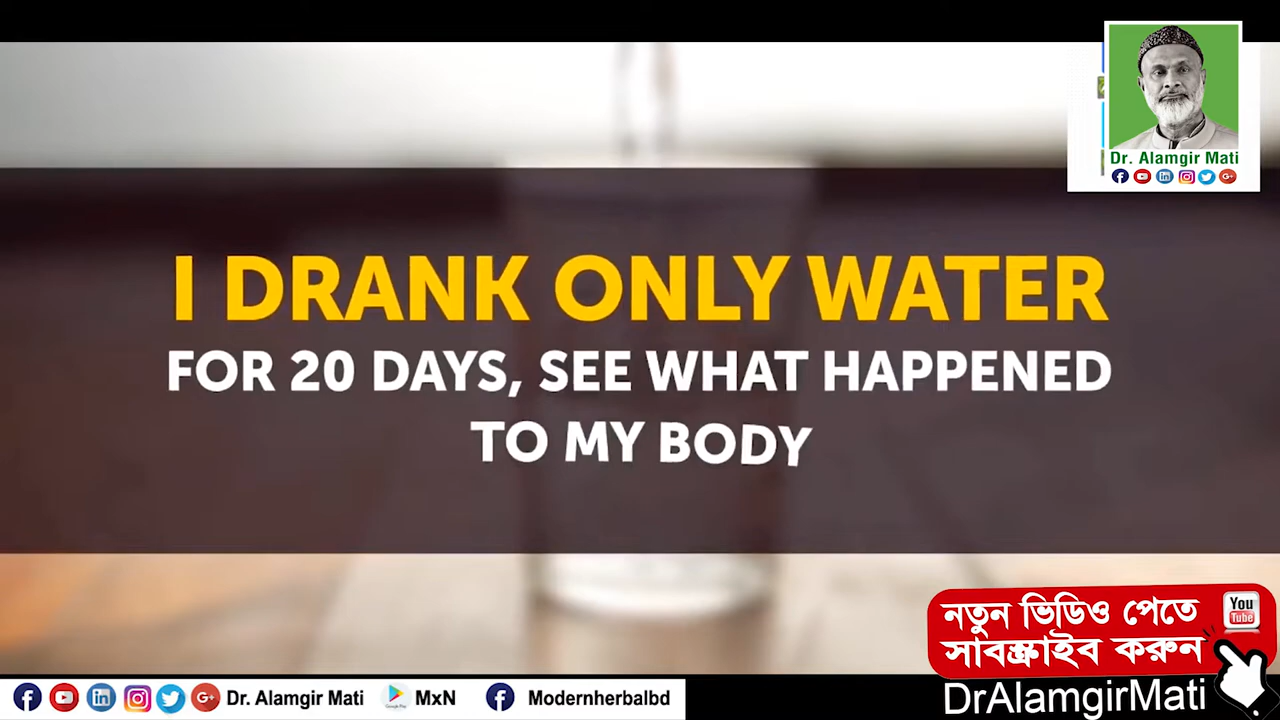 Dr. Alamgir Mati
I DRANK ONLY WATER
FOR 20 DAYS, SEE WHAT HAPPENED
TO MY BODY
নতুন ভিডিও পেতে
You
Tube
সাবস্ক্রাইব করুন
DrAlamgirMati
Dr. Alamgir Mati MxN Modernherbalbd